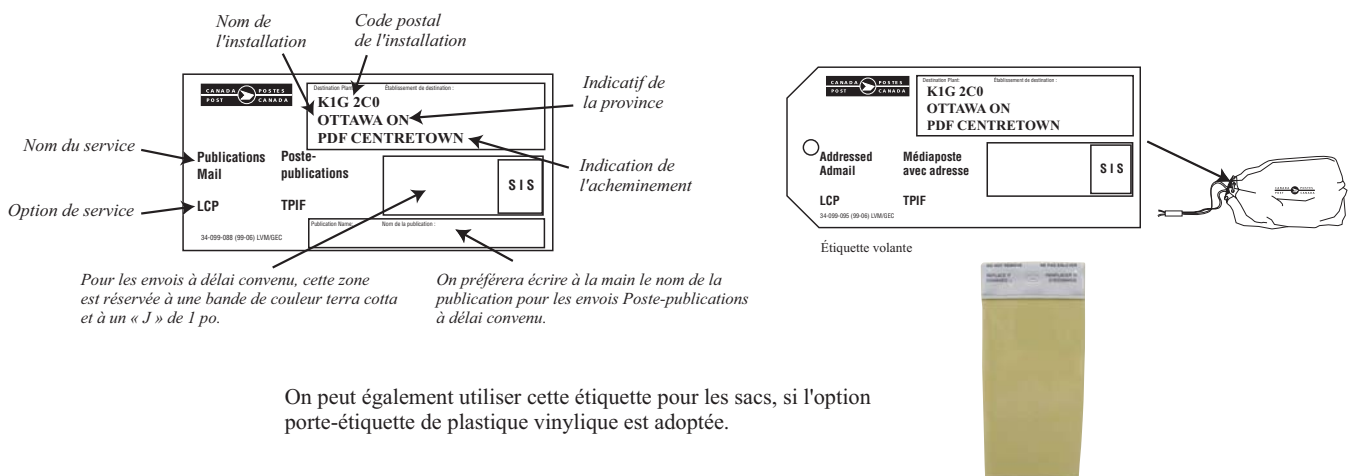 Nom de
l'installation
Code postal
de l'installation
Indicatif de
la province
Indication de
l'acheminement
Nom du service
Option de service
CANADA POSTES
POST CANADA
Destination Plant: Établissement de destination :
K1G 2C0
OTTAWA ON
PDF CENTRETOWN
Publications Poste-
Mail publications
SIS
LCP TPIF
Publication Name: Nom de la publication :
34-099-088 (99-06) LVM/GEC
Pour les envois à délai convenu, cette zone
est réservée à une bande de couleur terra cotta
et à un « J » de 1 po.
On préférera écrire à la main le nom de la
publication pour les envois Poste-publications
à délai convenu.
CANADA POSTES
POST CANADA
Destination Plant: Établissement de destination :
K1G 2C0
OTTAWA ON
PDF CENTRETOWN
Addressed Médiaposte
Admail avec adresse
SIS
LCP TPIF
34-099-095 (99-06) LVM/GEC
Étiquette volante
On peut également utiliser cette étiquette pour les sacs, si l'option
porte-étiquette de plastique vinylique est adoptée.